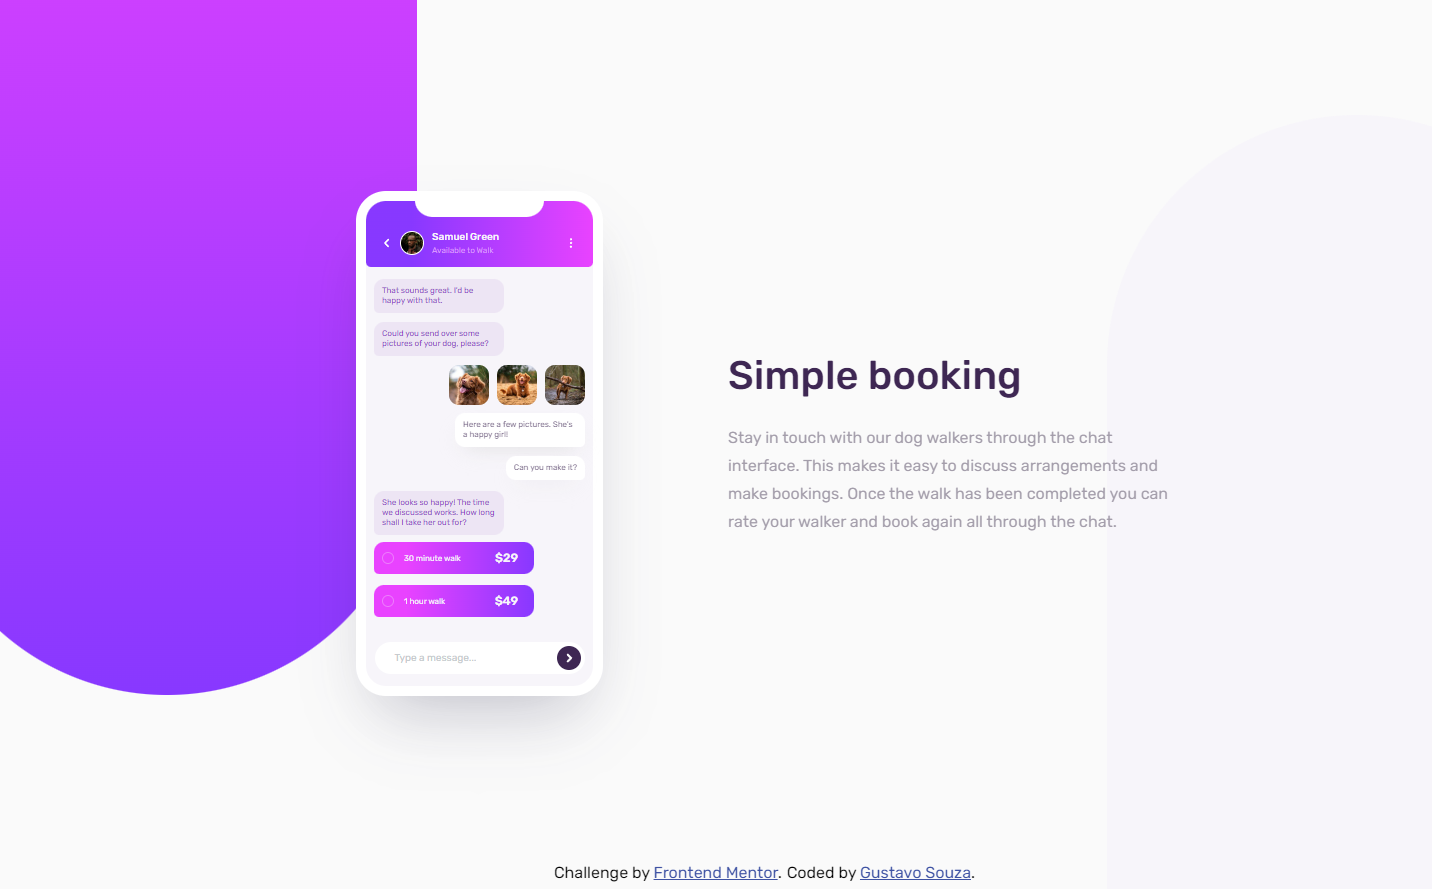 Samuel Green
Available to Walk
That sounds great. I'd be
happy with that.
Could you send over some
pictures of your dog, please?
Here are a few pictures. She's
a happy girl!
Can you make it?
She looks so happy! The time
we discussed works. How long
shall I take her out for?
30 minute walk $29
1 hour walk $49
Type a message...
Simple booking
Stay in touch with our dog walkers through the chat
interface. This makes it easy to discuss arrangements and
make bookings. Once the walk has been completed you can
rate your walker and book again all through the chat.
Challenge by Frontend Mentor. Coded by Gustavo Souza.